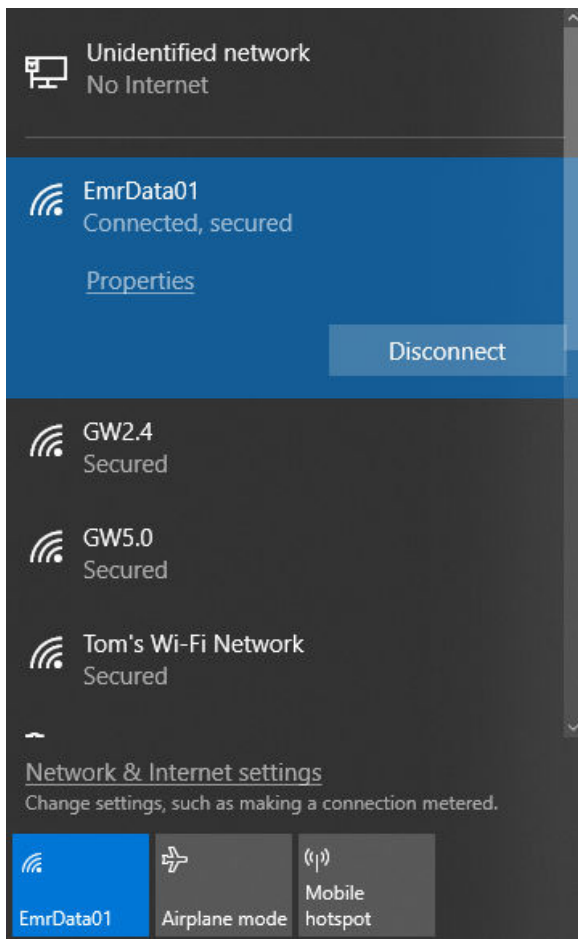 Unidentified network
No Internet
EmrData01
Connected, secured
Properties
Disconnect
GW2.4
Secured
GW5.0
Secured
Tom's Wi-Fi Network
Secured
Network & Internet settings
Change settings, such as making a connection metered.
EmrData01
Airplane mode
Mobile
hotspot